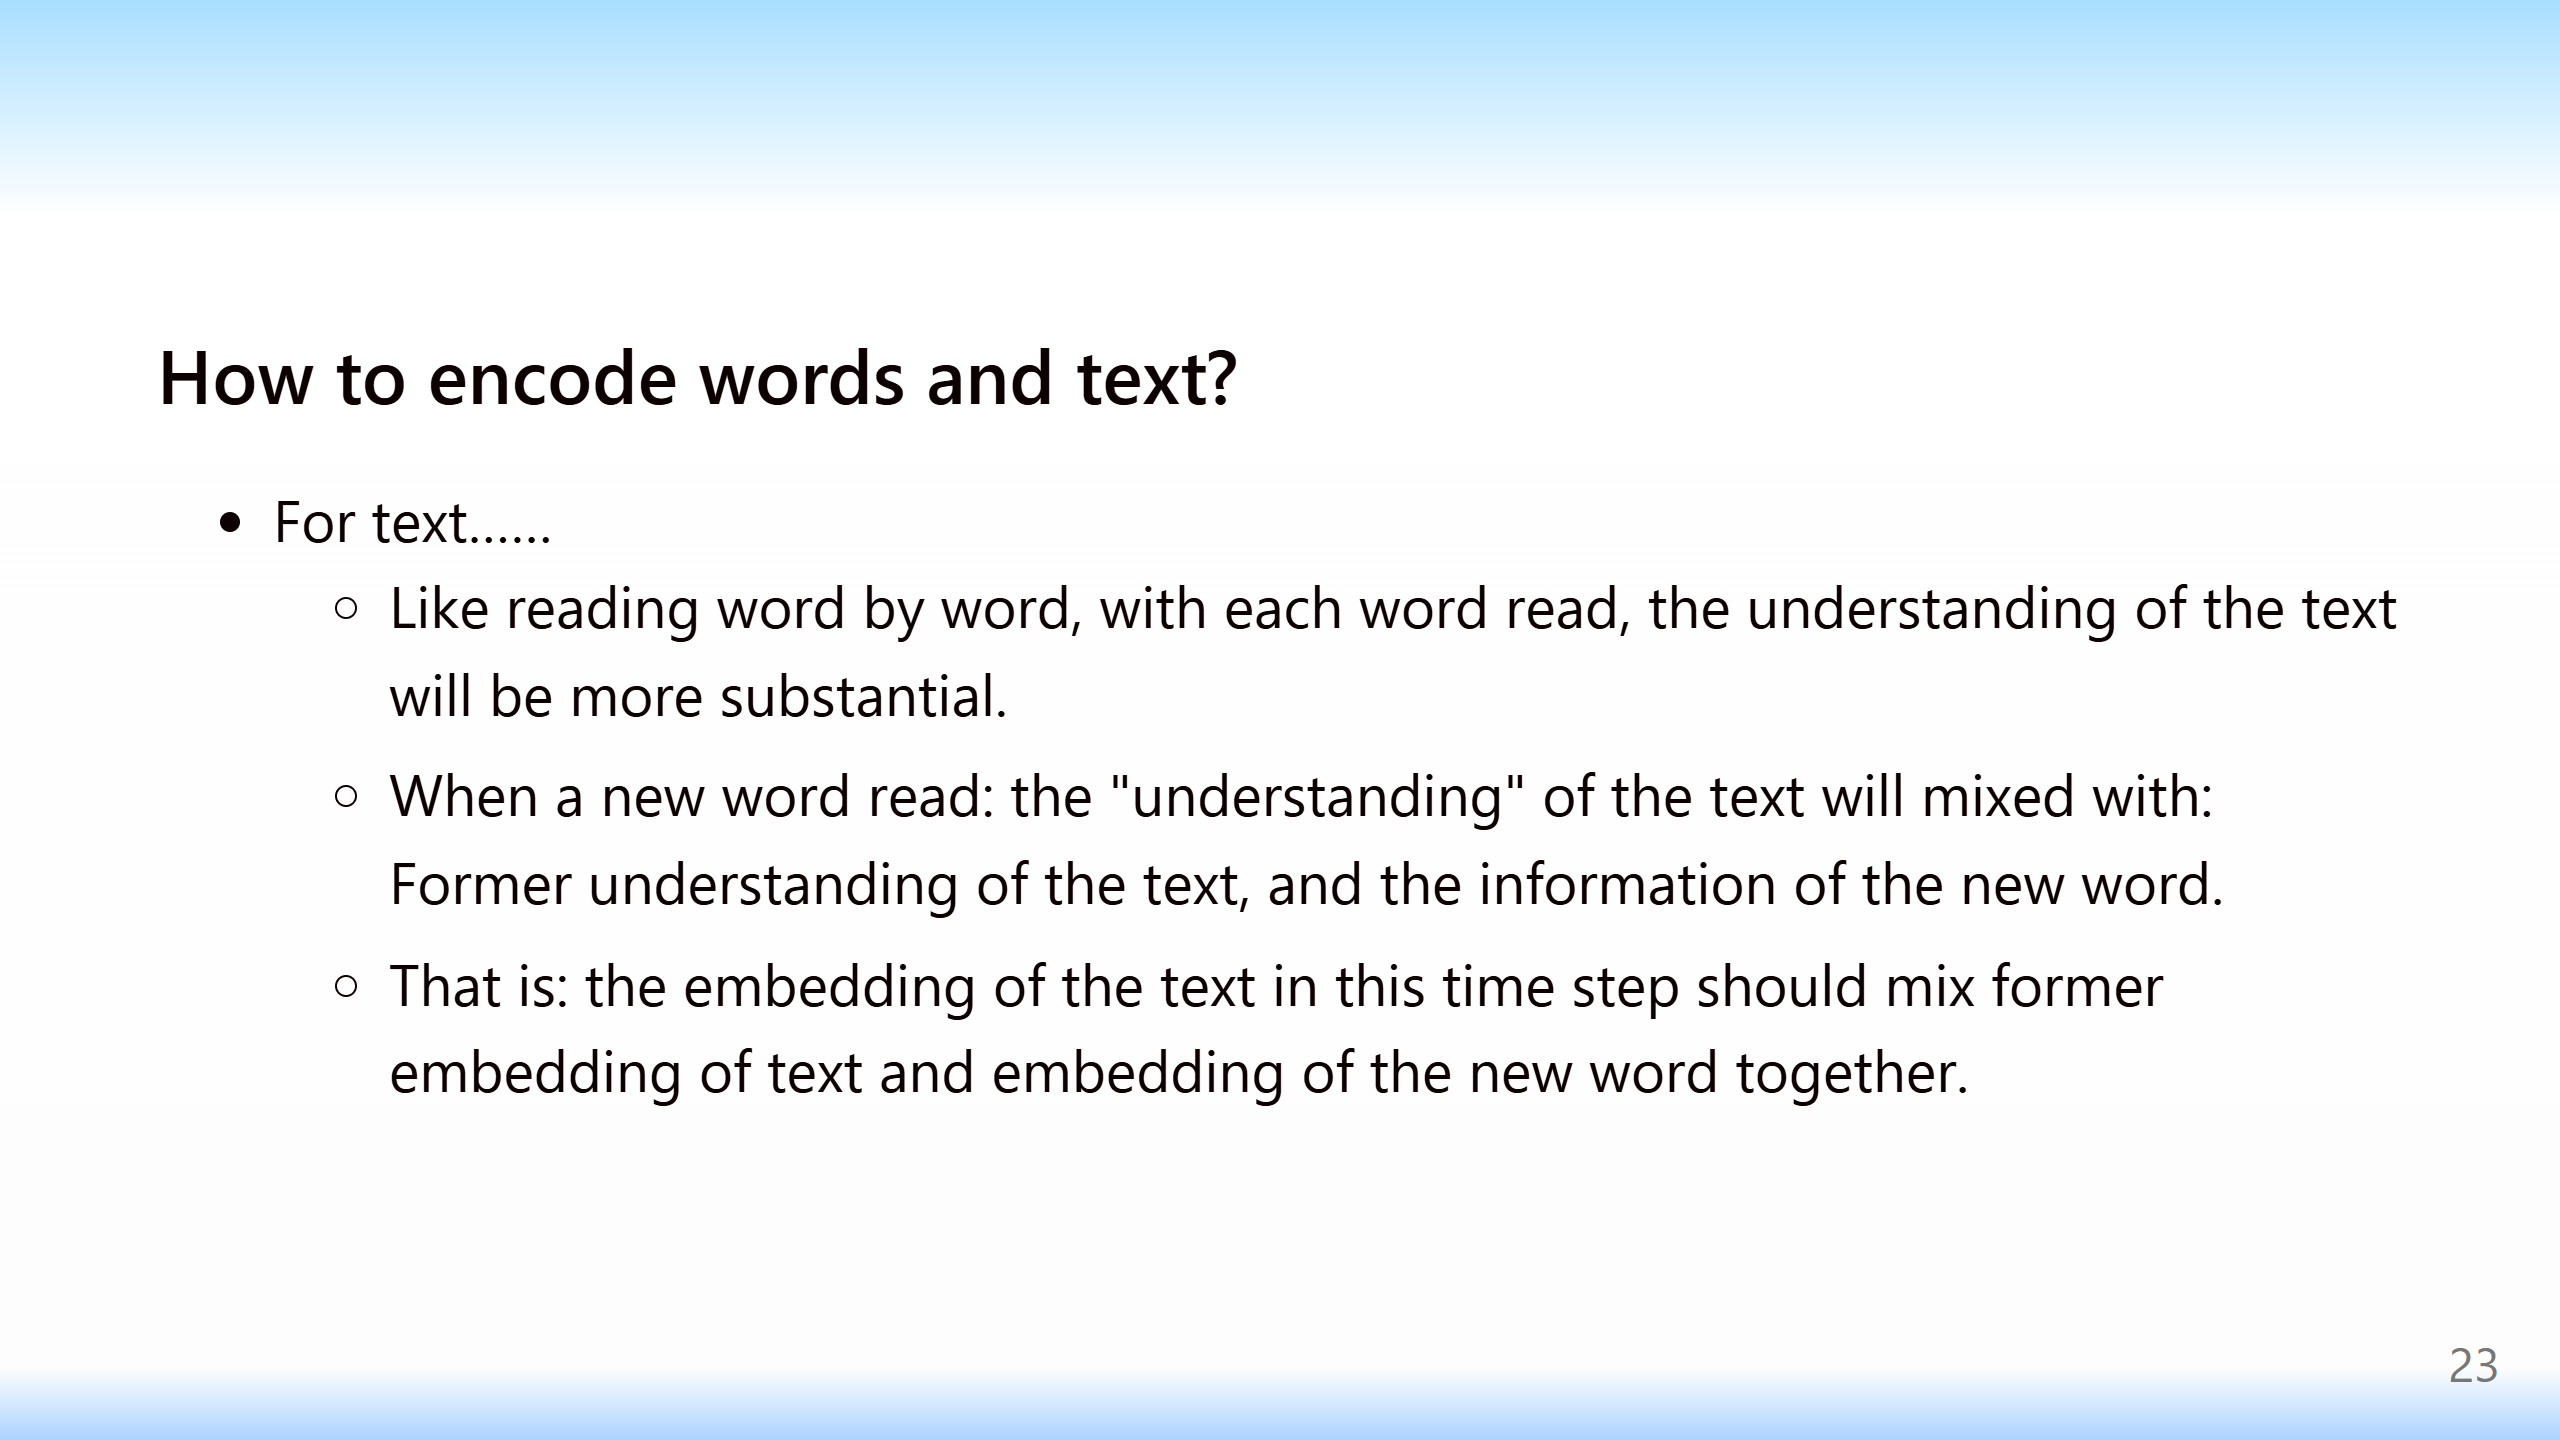 How to encode words and text?
• For text......
○ Like reading word by word, with each word read, the understanding of the text
will be more substantial.
○ When a new word read: the "understanding" of the text will mixed with:
Former understanding of the text, and the information of the new word.
○ That is: the embedding of the text in this time step should mix former
embedding of text and embedding of the new word together.
23